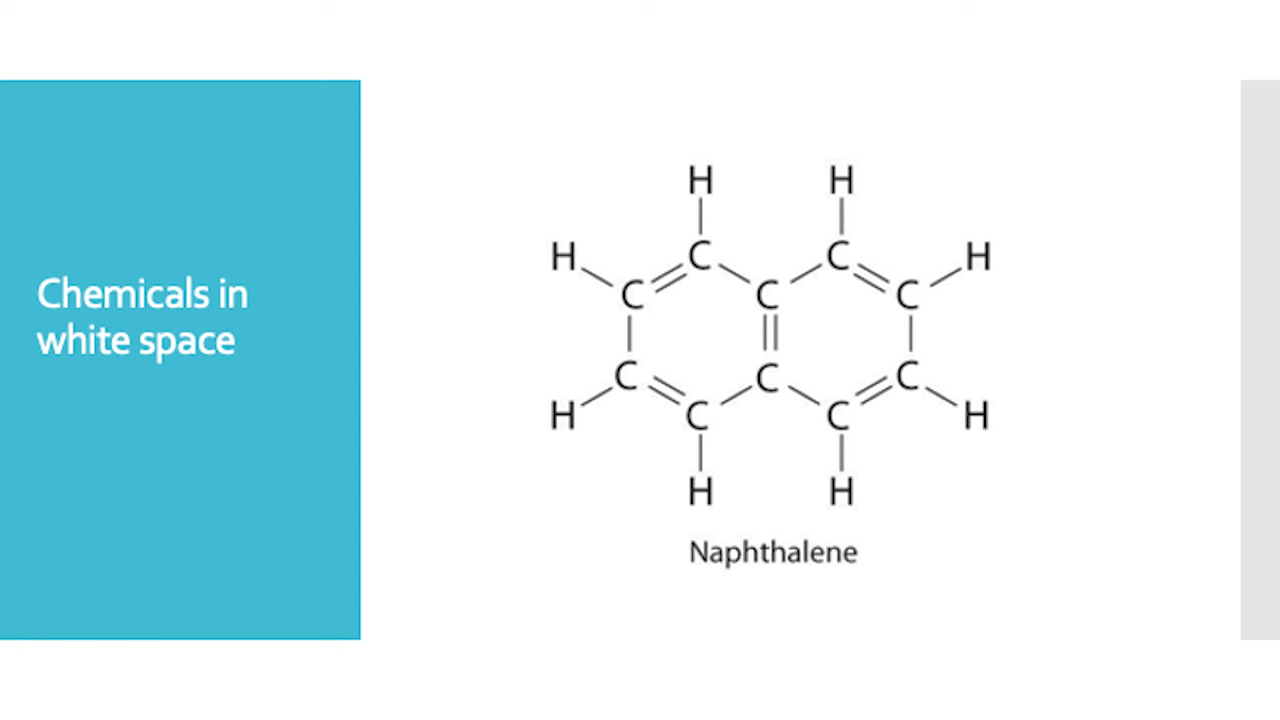 Chemicals in
white space
H H
H C C H
C C C
C C C
H C C H
H H
Naphthalene